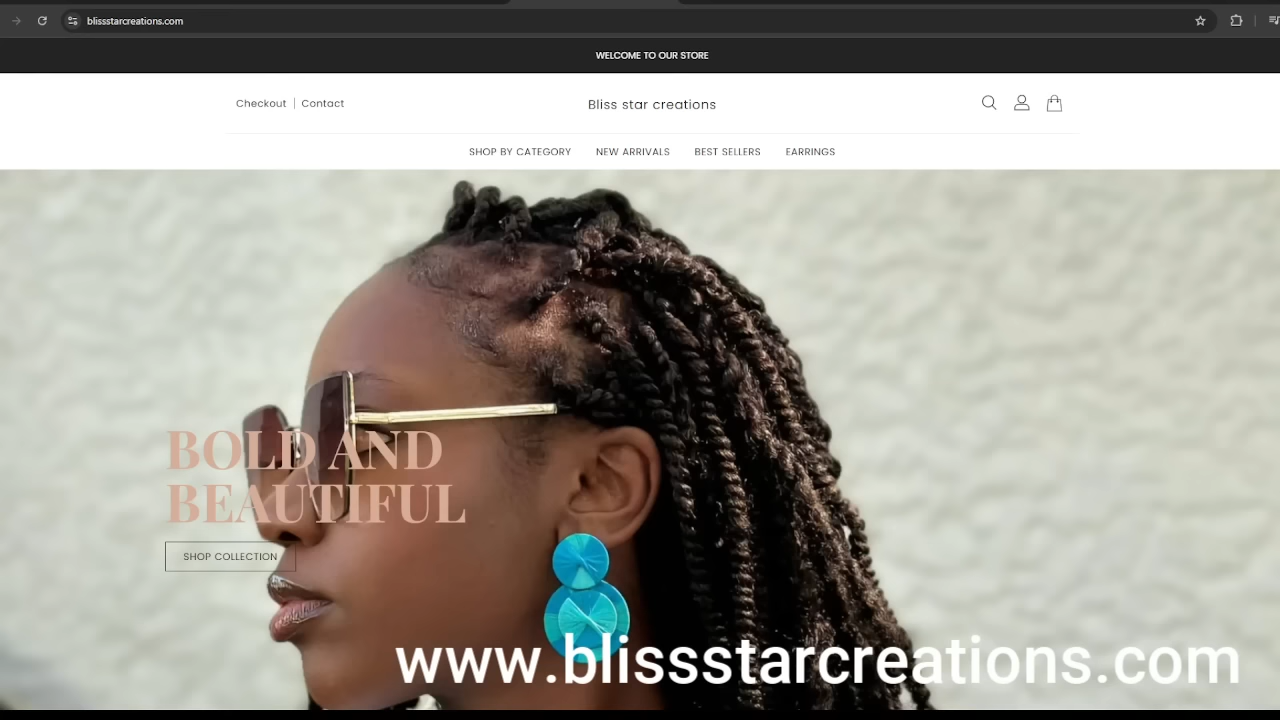 blissstarcreations.com
WELCOME TO OUR STORE
Checkout | Contact
Bliss star creations
SHOP BY CATEGORY NEW ARRIVALS BEST SELLERS EARRINGS
BOLD AND
BEAUTIFUL
SHOP COLLECTION
www.blissstarcreations.com